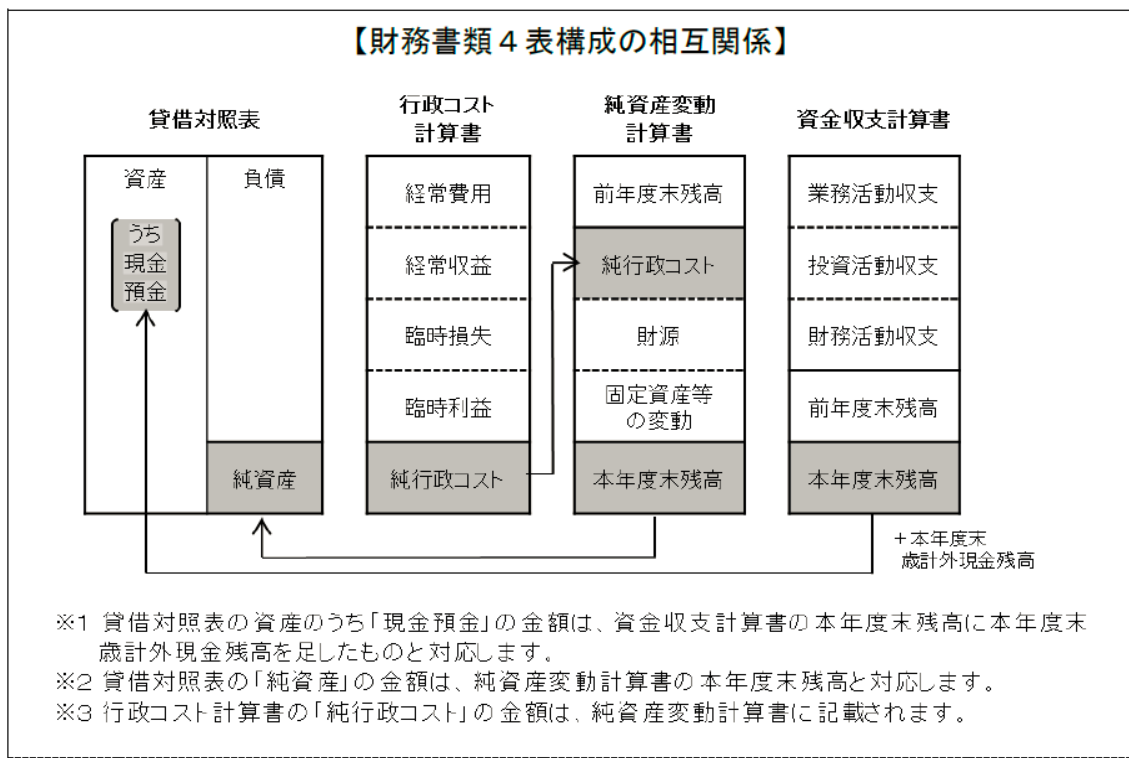 【財務書類４表構成の相互関係】
貸借対照表
資産
負債
うち
現金
預金
純資産
行政コスト
計算書
経常費用
経常収益
臨時損失
臨時利益
純行政コスト
純資産変動
計算書
前年度末残高
純行政コスト
財源
固定資産等
の変動
本年度末残高
資金収支計算書
業務活動収支
投資活動収支
財務活動収支
前年度末残高
本年度末残高
+本年度末
歳計外現金残高
※1 貸借対照表の資産のうち「現金預金」の金額は、資金収支計算書の本年度末残高に本年度末
歳計外現金残高を足したものと対応します。
※2 貸借対照表の「純資産」の金額は、純資産変動計算書の本年度末残高と対応します。
※3 行政コスト計算書の「純行政コスト」の金額は、純資産変動計算書に記載されます。